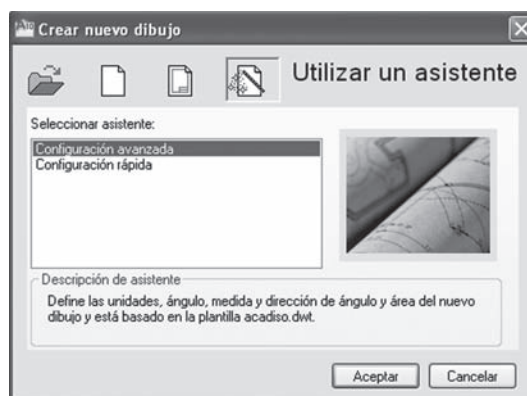 Crear nuevo dibujo
Utilizar un asistente
Seleccionar asistente:
Configuración avanzada
Configuración rápida
Descripción de asistente
Define las unidades, ángulo, medida y dirección de ángulo y área del nuevo
dibujo y está basado en la plantilla acadiso.dwt.
Aceptar
Cancelar